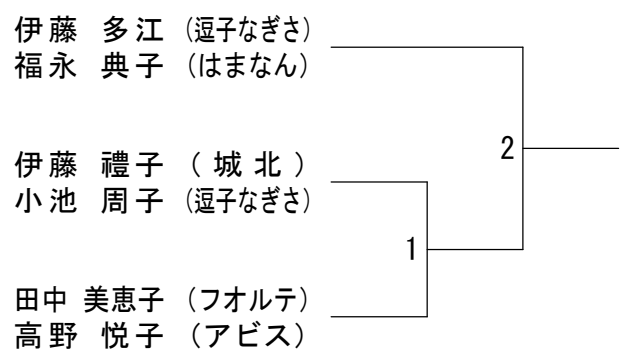 伊藤 多江 (逗子なぎさ)
福永 典子 (はまなん)
2
伊藤 禮子 (城北)
小池 周子 (逗子なぎさ)
1
田中 美恵子 (フオルテ)
高野 悦子 (アビス)